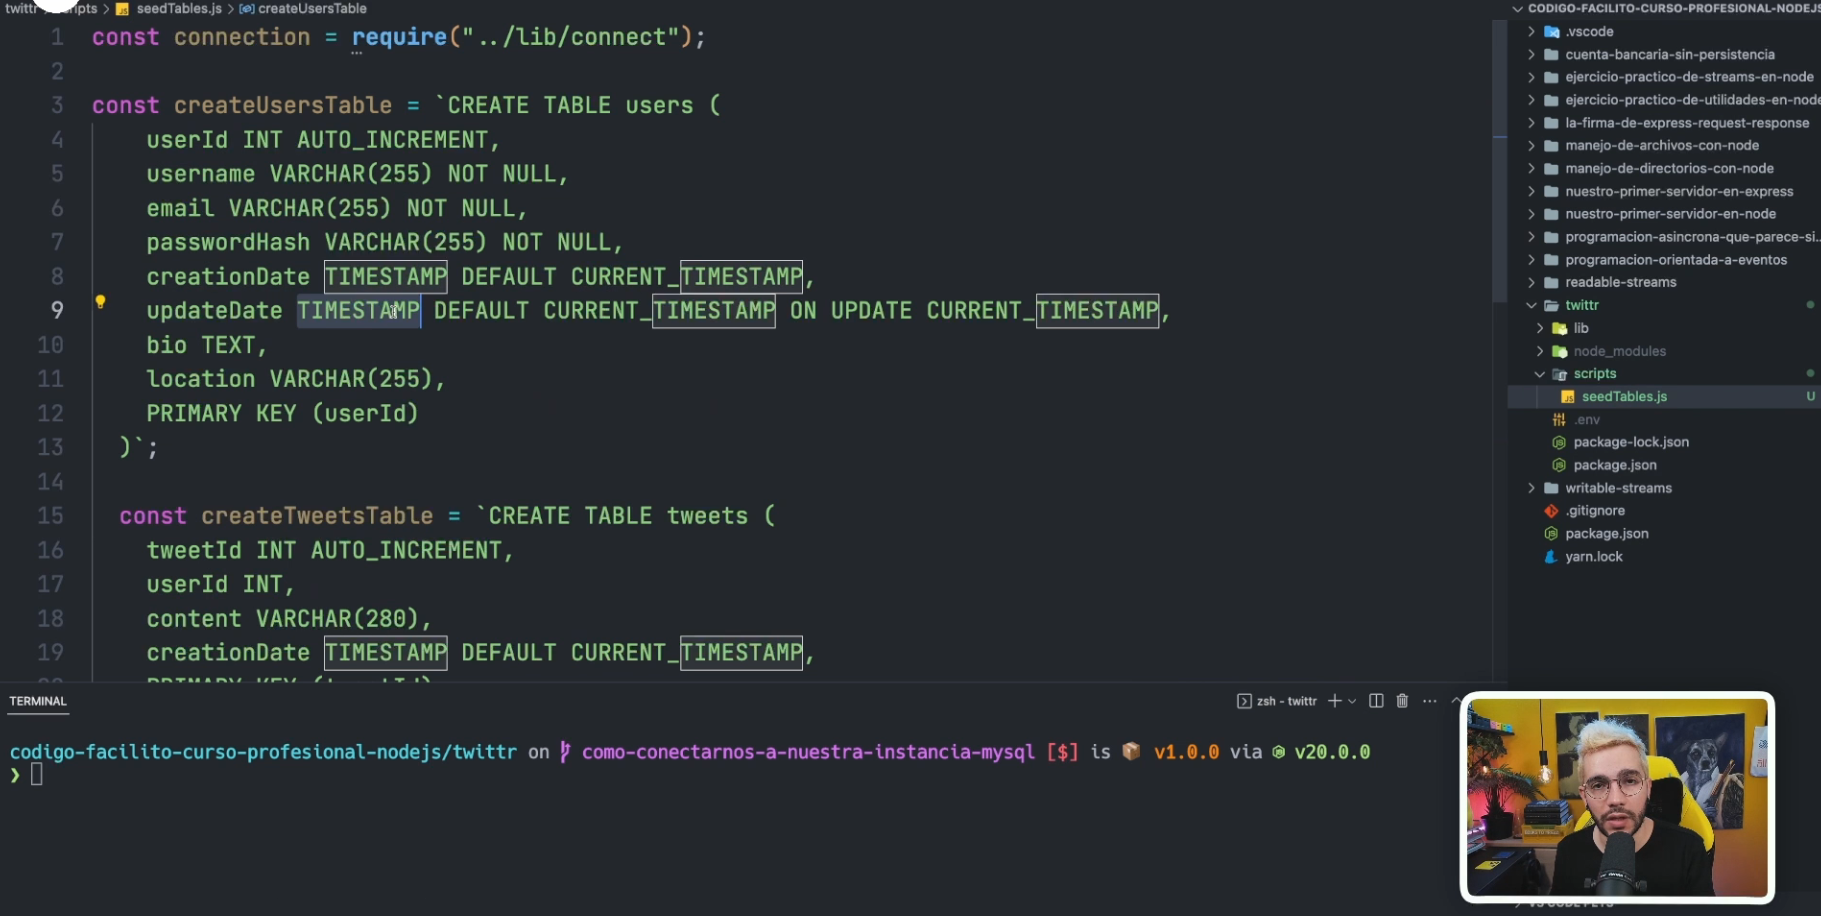 twittr > scripts > JS seedTables.js > createUsersTable
1 const connection = require("../lib/connect");
2
3 const createUsersTable = `CREATE TABLE users (
4 userId INT AUTO_INCREMENT,
5 username VARCHAR(255) NOT NULL,
6 email VARCHAR(255) NOT NULL,
7 passwordHash VARCHAR(255) NOT NULL,
8 creationDate TIMESTAMP DEFAULT CURRENT_TIMESTAMP,
9 updateDate TIMESTAMP DEFAULT CURRENT_TIMESTAMP ON UPDATE CURRENT_TIMESTAMP,
10 bio TEXT,
11 location VARCHAR(255),
12 PRIMARY KEY (userId)
13 )`;
14
15 const createTweetsTable = `CREATE TABLE tweets (
16 tweetId INT AUTO_INCREMENT,
17 userId INT,
18 content VARCHAR(280),
19 creationDate TIMESTAMP DEFAULT CURRENT_TIMESTAMP,
PRIMARY KEY (tweetId)
CODIGO-FACILITO-CURSO-PROFESIONAL-NODEJS
.vscode
cuenta-bancaria-sin-persistencia
ejercicio-practico-de-streams-en-node
ejercicio-practico-de-utilidades-en-node
la-firma-de-express-request-response
manejo-de-archivos-con-node
manejo-de-directorios-con-node
nuestro-primer-servidor-en-express
nuestro-primer-servidor-en-node
programacion-asincrona-que-parece-si...
programacion-orientada-a-eventos
readable-streams
twittr
lib
node_modules
scripts
JS seedTables.js U
.env
package-lock.json
package.json
writable-streams
.gitignore
package.json
yarn.lock
TERMINAL
zsh - twittr
codigo-facilito-curso-profesional-nodejs/twittr on como-conectarnos-a-nuestra-instancia-mysql [$] is v1.0.0 via v20.0.0
❯